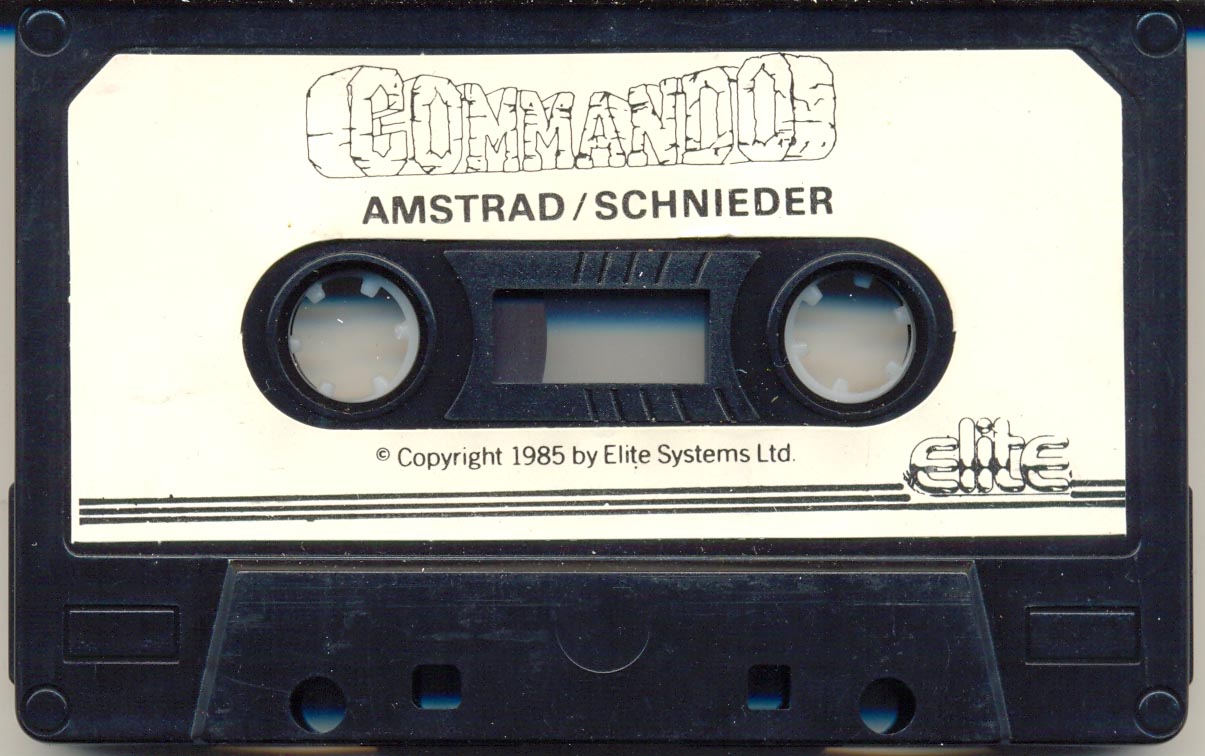 COMMANDO
AMSTRAD/SCHNIEDER
© Copyright 1985 by Elite Systems Ltd.
elite